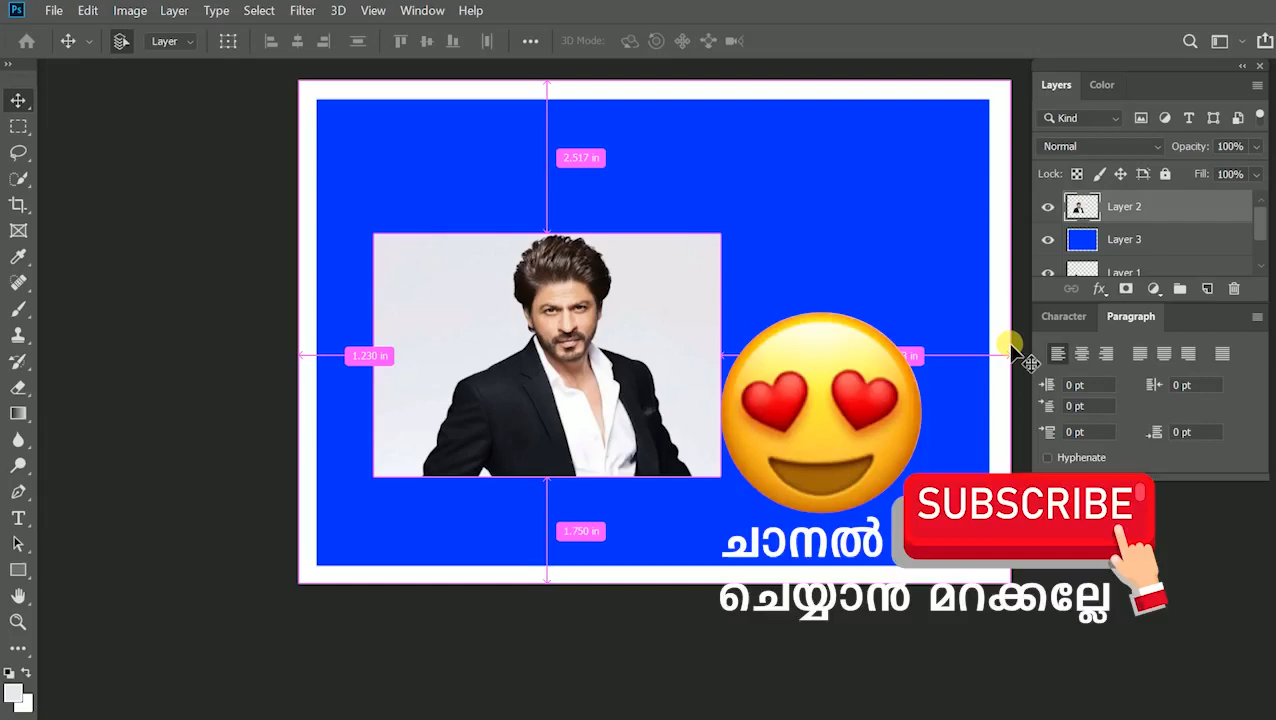 Ps File Edit Image Layer Type Select Filter 3D View Window Help
Layer 3D Mode:
Layers Color
Kind
Normal Opacity: 100%
Lock: Fill: 100%
Layer 2
Layer 3
Layer 1
fx
Character Paragraph
0 pt 0 pt
0 pt
0 pt 0 pt
Hyphenate
2.517 in
1.230 in
1.750 in
ചാനൽ SUBSCRIBE
ചെയ്യാൻ മറക്കല്ലേ